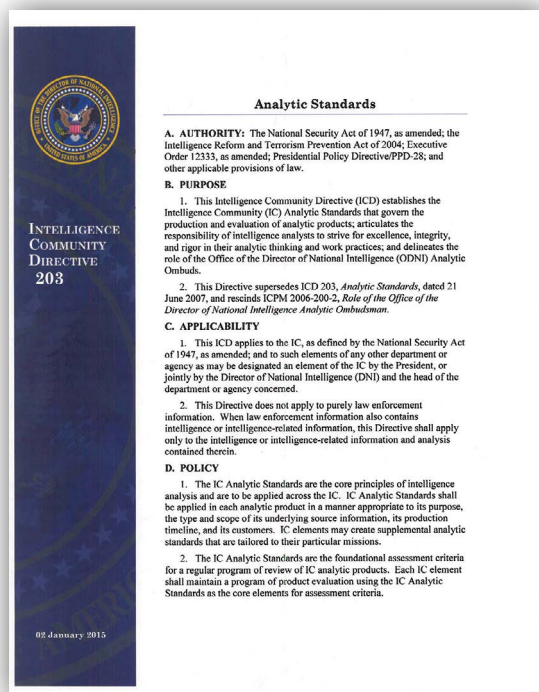 OFFICE OF THE DIRECTOR OF NATIONAL INTELLIGENCE
UNITED STATES OF AMERICA
INTELLIGENCE
COMMUNITY
DIRECTIVE
203
02 January 2015
Analytic Standards
A. AUTHORITY: The National Security Act of 1947, as amended; the
Intelligence Reform and Terrorism Prevention Act of 2004; Executive
Order 12333, as amended; Presidential Policy Directive/PPD-28; and
other applicable provisions of law.
B. PURPOSE
1. This Intelligence Community Directive (ICD) establishes the
Intelligence Community (IC) Analytic Standards that govern the
production and evaluation of analytic products; articulates the
responsibility of intelligence analysts to strive for excellence, integrity,
and rigor in their analytic thinking and work practices; and delineates the
role of the Office of the Director of National Intelligence (ODNI) Analytic
Ombuds.
2. This Directive supersedes ICD 203, Analytic Standards, dated 21
June 2007, and rescinds ICPM 2006-200-2, Role of the Office of the
Director of National Intelligence Analytic Ombudsman.
C. APPLICABILITY
1. This ICD applies to the IC, as defined by the National Security Act
of 1947, as amended; and to such elements of any other department or
agency as may be designated an element of the IC by the President, or
jointly by the Director of National Intelligence (DNI) and the head of the
department or agency concerned.
2. This Directive does not apply to purely law enforcement
information. When law enforcement information also contains
intelligence or intelligence-related information, this Directive shall apply
only to the intelligence or intelligence-related information and analysis
contained therein.
D. POLICY
1. The IC Analytic Standards are the core principles of intelligence
analysis and are to be applied across the IC. IC Analytic Standards shall
be applied in each analytic product in a manner appropriate to its purpose,
the type and scope of its underlying source information, its production
timeline, and its customers. IC elements may create supplemental analytic
standards that are tailored to their particular missions.
2. The IC Analytic Standards are the foundational assessment criteria
for a regular program of review of IC analytic products. Each IC element
shall maintain a program of product evaluation using the IC Analytic
Standards as the core elements for assessment criteria.